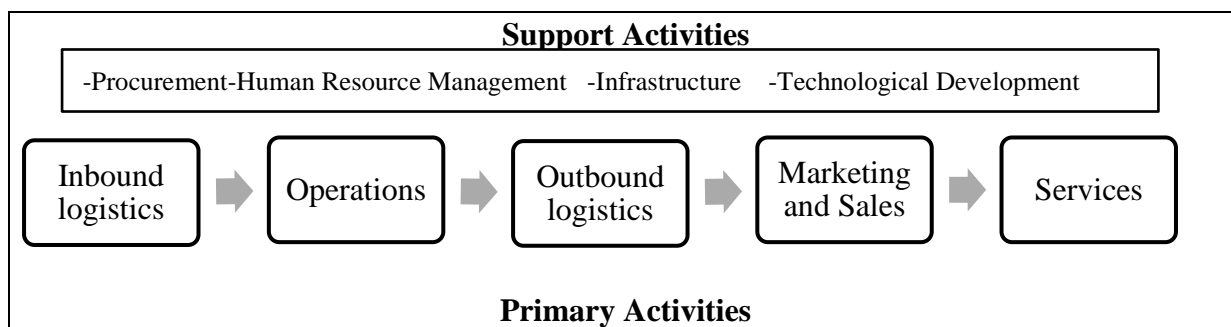 Support Activities
-Procurement-Human Resource Management -Infrastructure -Technological Development
Inbound
logistics
Operations
Outbound
logistics
Marketing
and Sales
Services
Primary Activities